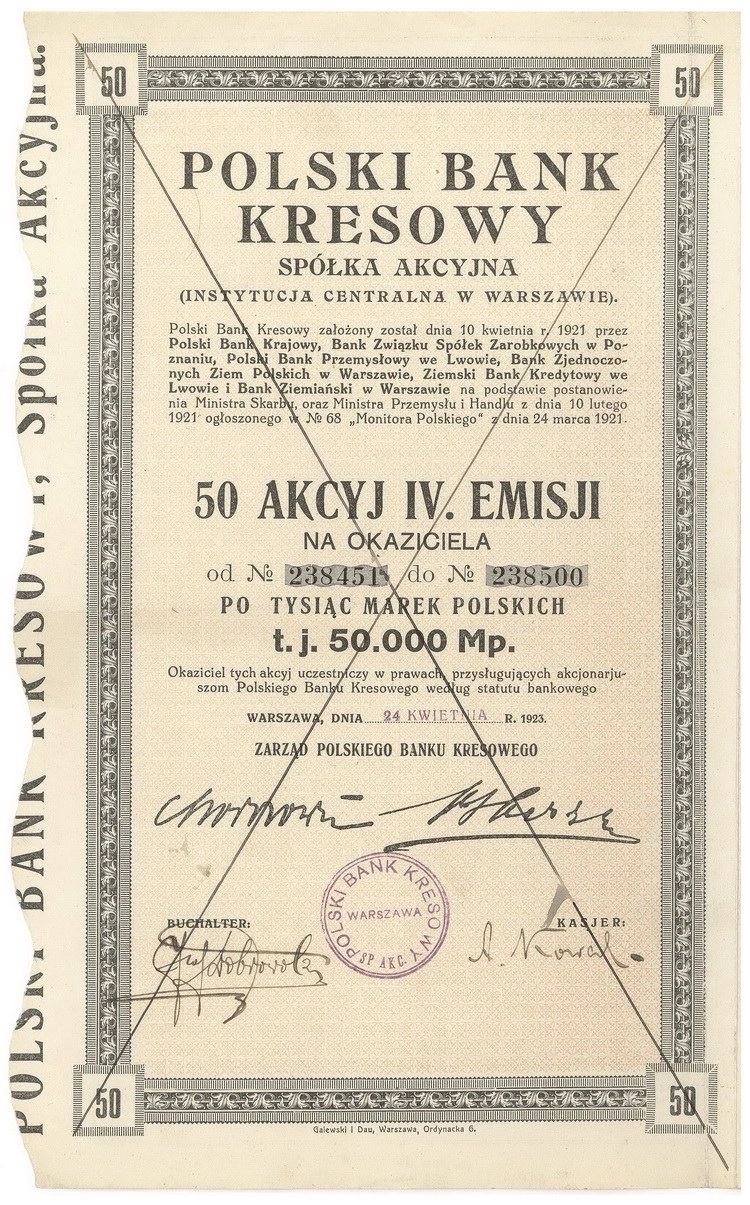 50
50
POLSKI BANK
KRESOWY
SPÓŁKA AKCYJNA
(INSTYTUCJA CENTRALNA W WARSZAWIE).
Polski Bank Kresowy założony został dnia 10 kwietnia r. 1921 przez
Polski Bank Krajowy, Bank Związku Spółek Zarobkowych w Po-
znaniu, Polski Bank Przemysłowy we Lwowie, Bank Zjednoczo-
nych Ziem Polskich w Warszawie, Ziemski Bank Kredytowy we
Lwowie i Bank Ziemiański w Warszawie na podstawie postanowie-
nia Ministra Skarbu, oraz Ministra Przemysłu i Handlu z dnia 10 lutego
1921 ogłoszonego w № 68 „Monitora Polskiego" z dnia 24 marca 1921.
50 AKCYJ IV. EMISJI
NA OKAZICIELA
od № 238451 do № 238500
PO TYSIĄC MAREK POLSKICH
t. j. 50.000 Mp.
Okaziciel tych akcyj uczestniczy w prawach, przysługujących akcjonarju-
szom Polskiego Banku Kresowego według statutu bankowego
WARSZAWA, DNIA 24 KWIETNIA R. 1923.
ZARZĄD POLSKIEGO BANKU KRESOWEGO
POLSKI BANK KRESOWY
WARSZAWA
SP. AKC.
BUCHALTER:
KASJER:
A. Kowal
50
50
Galewski i Dau, Warszawa, Ordynacka 6.
POLSKI BANK KRESOWY, Spółka Akcyjna.